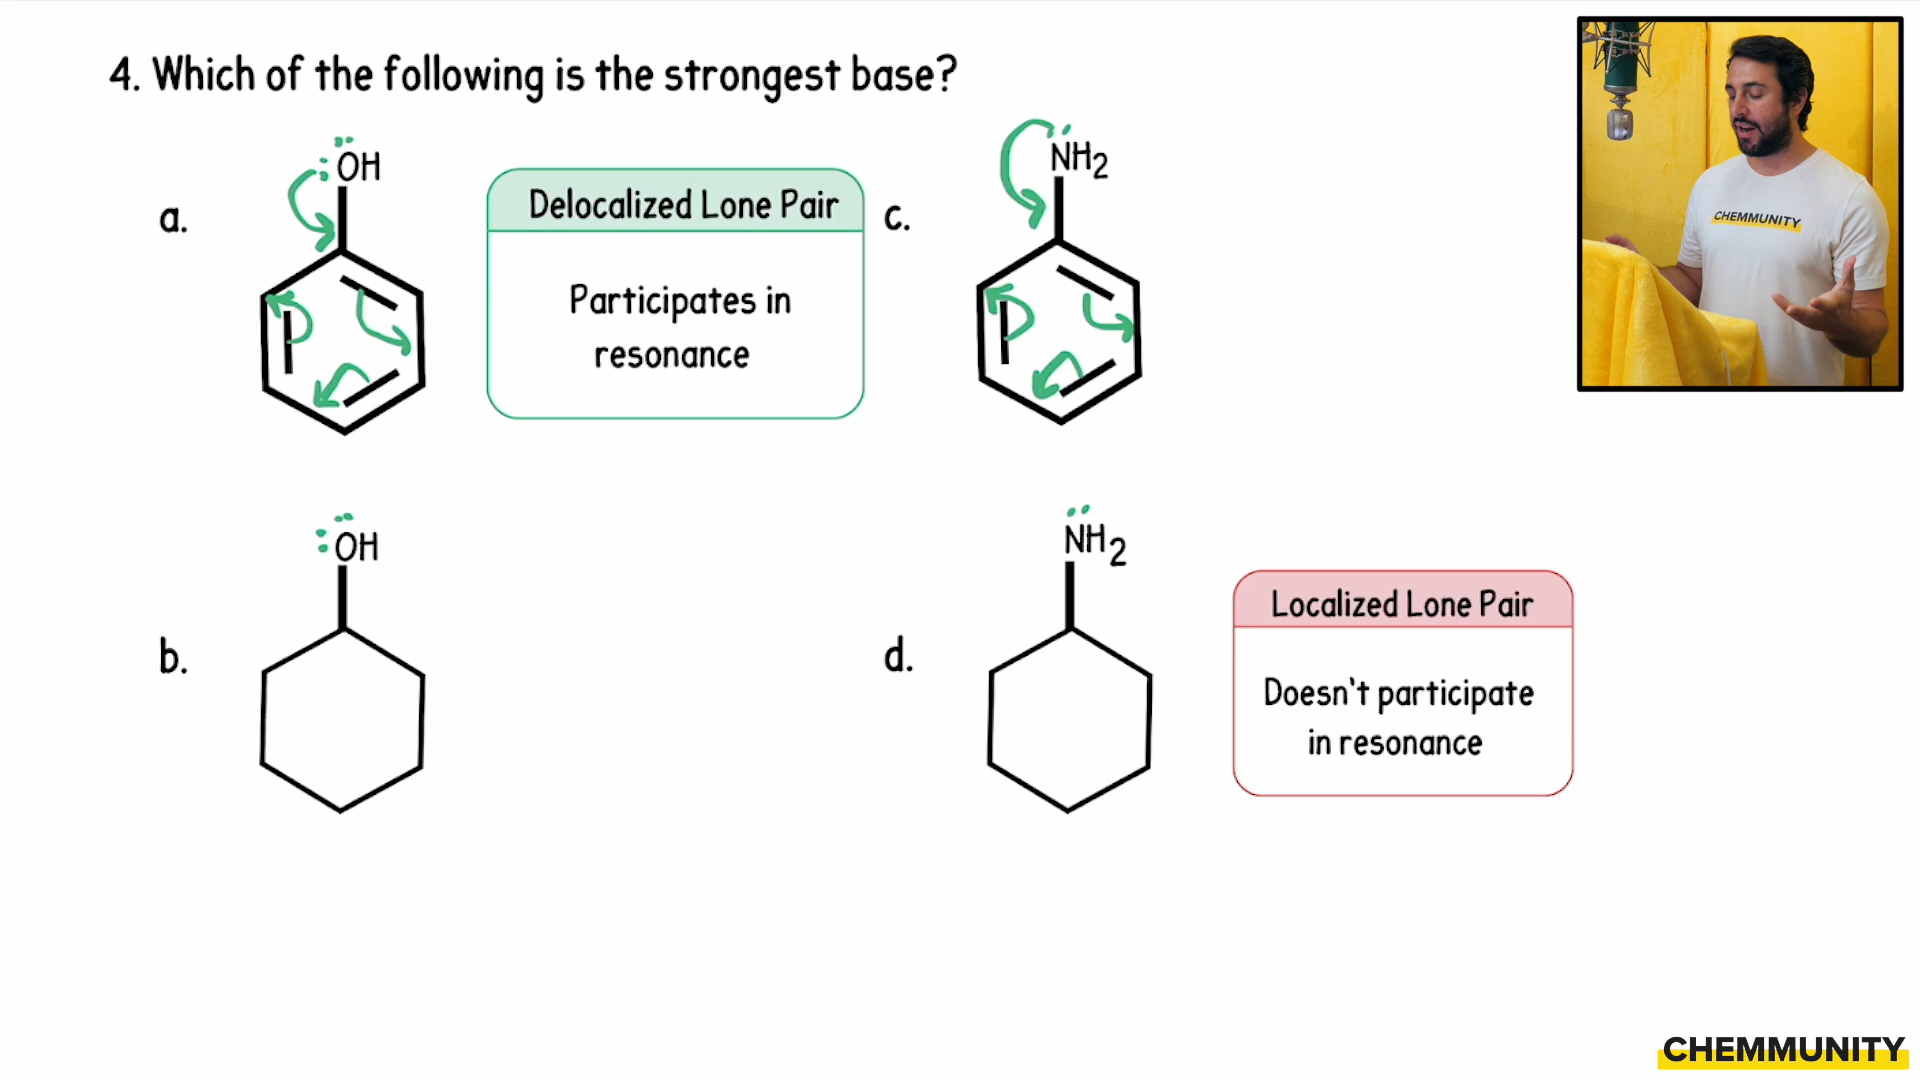 4. Which of the following is the strongest base?
a.
OH
Delocalized Lone Pair
Participates in
resonance
c.
NH2
CHEMMUNITY
b.
OH
d.
NH2
Localized Lone Pair
Doesn't participate
in resonance
CHEMMUNITY